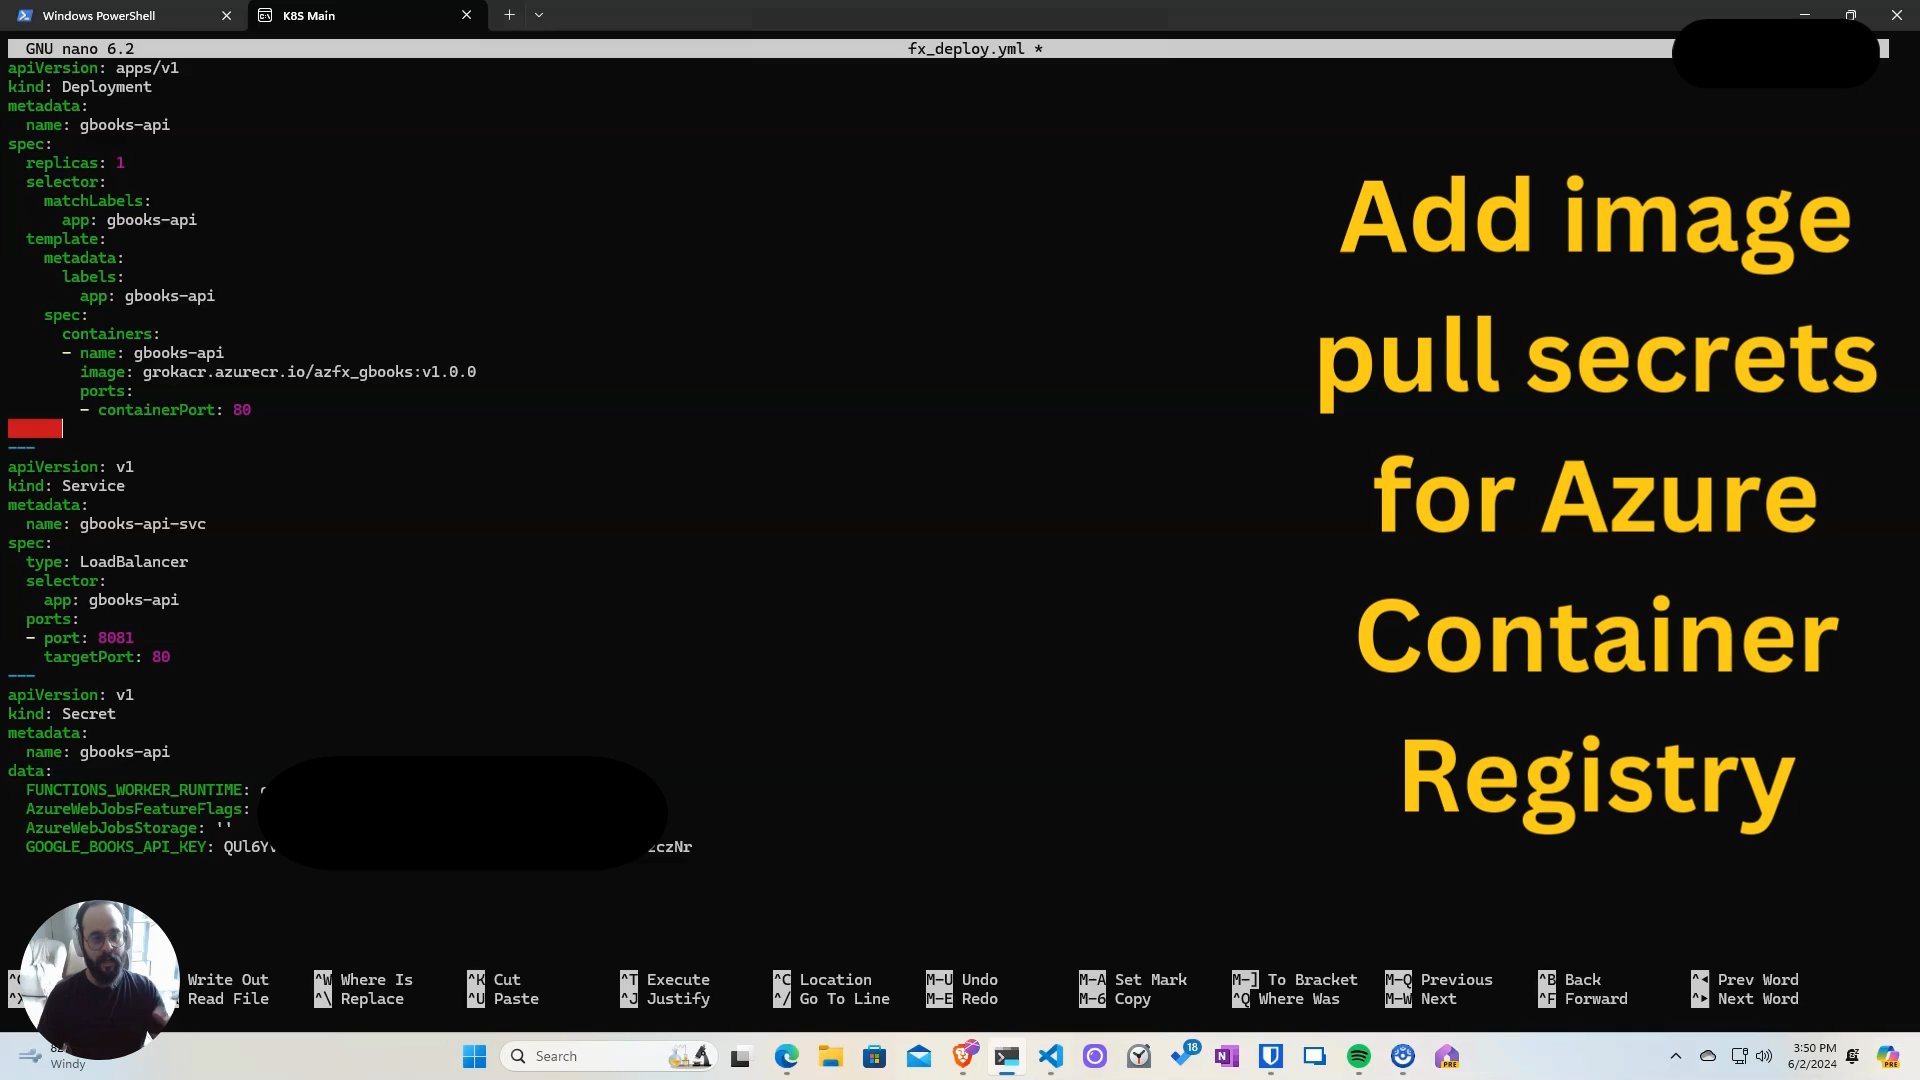 Windows PowerShell
K8S Main
GNU nano 6.2
fx_deploy.yml *
apiVersion: apps/v1
kind: Deployment
metadata:
  name: gbooks-api
spec:
  replicas: 1
  selector:
    matchLabels:
      app: gbooks-api
  template:
    metadata:
      labels:
        app: gbooks-api
    spec:
      containers:
      - name: gbooks-api
        image: grokacr.azurecr.io/azfx_gbooks:v1.0.0
        ports:
        - containerPort: 80
---
apiVersion: v1
kind: Service
metadata:
  name: gbooks-api-svc
spec:
  type: LoadBalancer
  selector:
    app: gbooks-api
  ports:
  - port: 8081
    targetPort: 80
---
apiVersion: v1
kind: Secret
metadata:
  name: gbooks-api
data:
  FUNCTIONS_WORKER_RUNTIME:
  AzureWebJobsFeatureFlags:
  AzureWebJobsStorage: ''
  GOOGLE_BOOKS_API_KEY:
Add image
pull secrets
for Azure
Container
Registry
Write Out ^W Where Is ^K Cut ^T Execute ^C Location M-U Undo M-A Set Mark M-] To Bracket M-Q Previous ^B Back ^◂ Prev Word
Read File ^\ Replace ^U Paste ^J Justify ^/ Go To Line M-E Redo M-6 Copy ^Q Where Was M-W Next ^F Forward ^▸ Next Word
Windy
Search
18
PRE
3:50 PM
6/2/2024
PRE